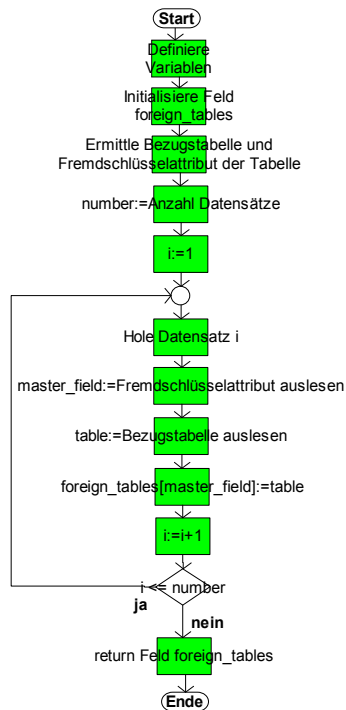 Start
Definiere
Variablen
Initialisiere Feld
foreign_tables
Ermittle Bezugstabelle und
Fremdschlüsselattribut der Tabelle
number:=Anzahl Datensätze
i:=1
Hole Datensatz i
master_field:=Fremdschlüsselattribut auslesen
table:=Bezugstabelle auslesen
foreign_tables[master_field]:=table
i:=i+1
i <= number
ja
nein
return Feld foreign_tables
Ende